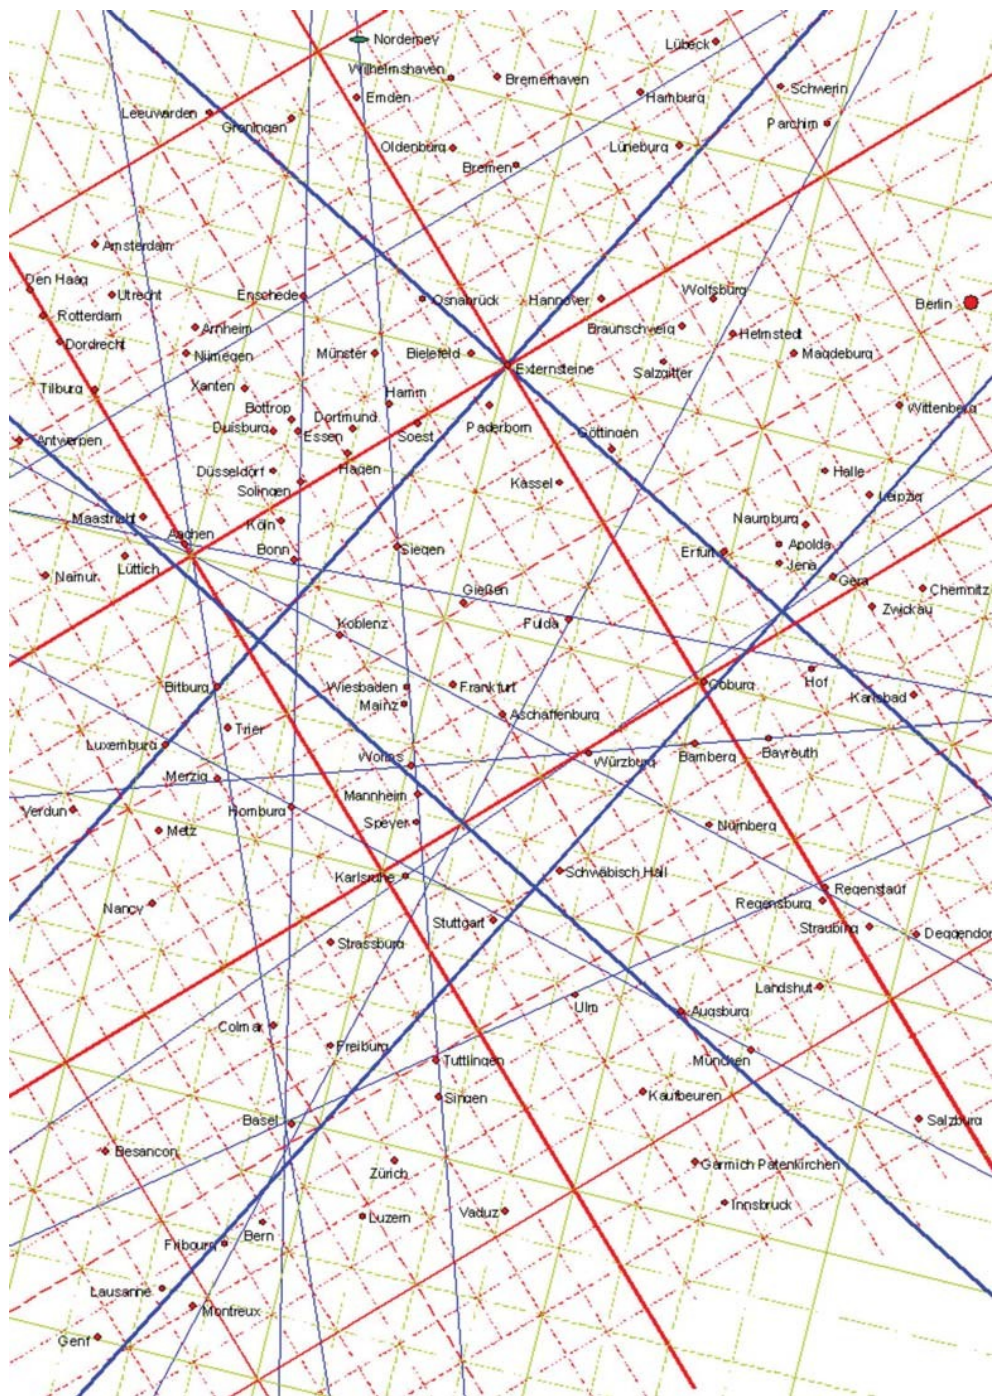 Norderney
Lübeck
Wilhelmshaven
Bremerhaven
Schwerin
Emden
Hamburg
Leeuwarden
Groningen
Parchim
Oldenburg
Lüneburg
Bremen
Amsterdam
Den Haag
Utrecht
Enschede
Osnabrück
Hannover
Wolfsburg
Berlin
Rotterdam
Arnheim
Braunschweig
Helmstedt
Dordrecht
Nijmegen
Münster
Bielefeld
Externsteine
Salzgitter
Magdeburg
Tilburg
Xanten
Hamm
Wittenberg
Bottrop
Dortmund
Duisburg
Essen
Soest
Paderborn
Göttingen
Antwerpen
Hagen
Düsseldorf
Solingen
Kassel
Halle
Leipzig
Maastricht
Aachen
Köln
Naumburg
Bonn
Siegen
Erfurt
Apolda
Lüttich
Jena
Namur
Gera
Chemnitz
Gießen
Zwickau
Koblenz
Fulda
Bitburg
Wiesbaden
Frankfurt
Coburg
Hof
Karlsbad
Mainz
Aschaffenburg
Trier
Luxemburg
Worms
Würzburg
Bamberg
Bayreuth
Merzig
Mannheim
Verdun
Homburg
Speyer
Nürnberg
Metz
Karlsruhe
Schwäbisch Hall
Regenstauf
Nancy
Regensburg
Stuttgart
Straubing
Deggendor
Strassburg
Landshut
Ulm
Augsburg
Colmar
Freiburg
Tuttlingen
München
Singen
Kaufbeuren
Basel
Salzburg
Besancon
Zürich
Garmich Patenkirchen
Luzern
Vaduz
Innsbruck
Bern
Fribourg
Lausanne
Montreux
Genf